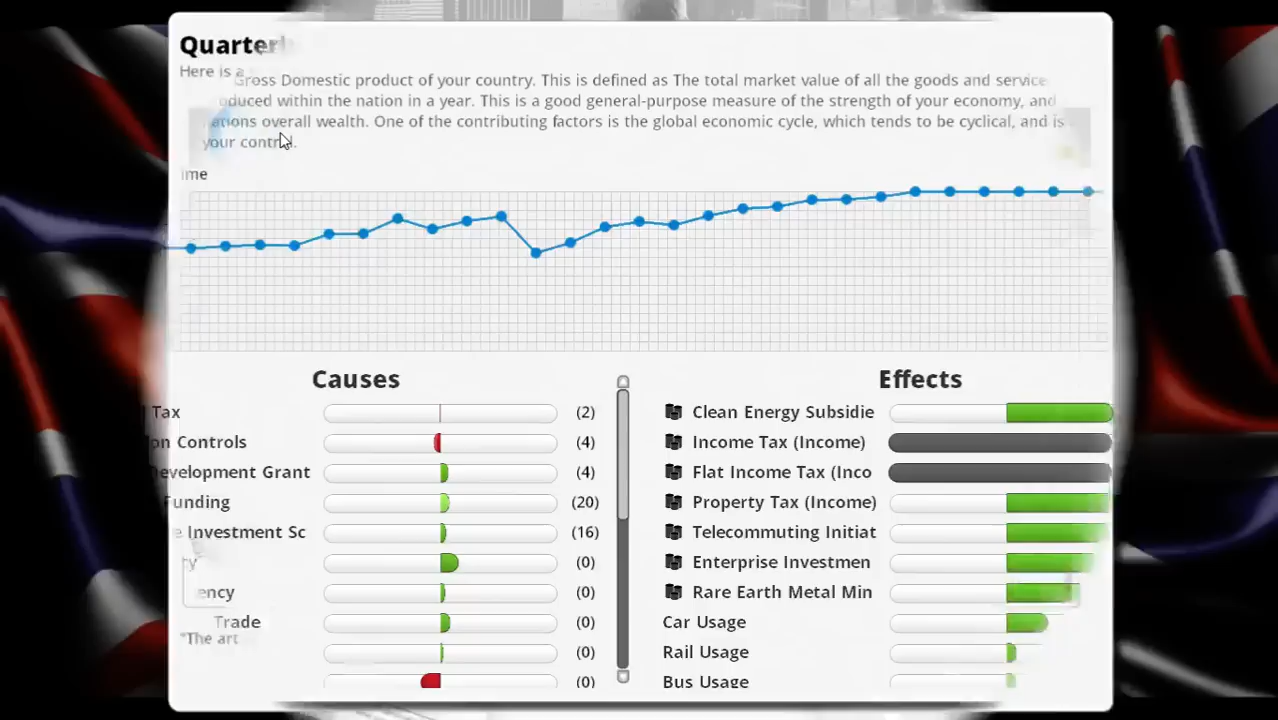 Quarterl
Here is a
Gross Domestic product of your country. This is defined as The total market value of all the goods and service
oduced within the nation in a year. This is a good general-purpose measure of the strength of your economy, and
ations overall wealth. One of the contributing factors is the global economic cycle, which tends to be cyclical, and is
your control.
ime
Causes
Effects
Tax (2)
on Controls (4)
Development Grant (4)
Funding (20)
e Investment Sc (16)
cy (0)
ency (0)
Trade (0)
(0)
(0)
"The art
Clean Energy Subsidie
Income Tax (Income)
Flat Income Tax (Inco
Property Tax (Income)
Telecommuting Initiat
Enterprise Investmen
Rare Earth Metal Min
Car Usage
Rail Usage
Bus Usage